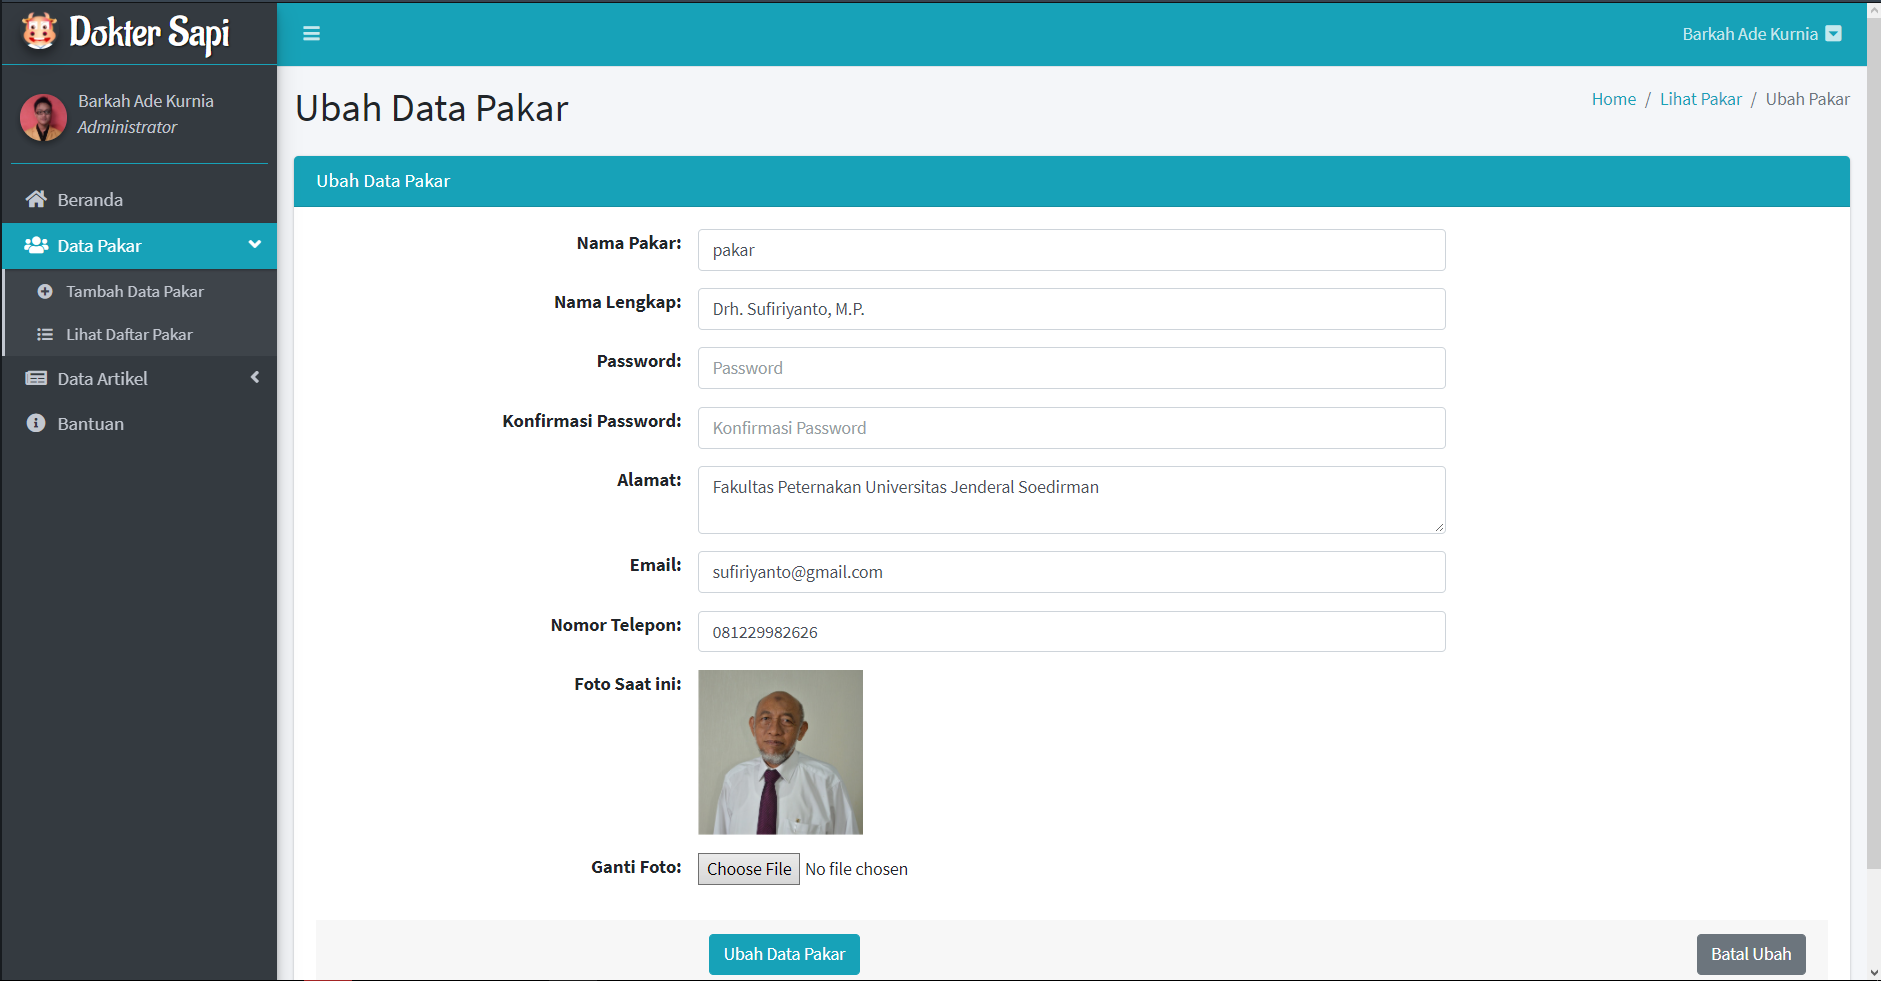 Dokter Sapi
Barkah Ade Kurnia
Barkah Ade Kurnia
Administrator
Beranda
Data Pakar
Tambah Data Pakar
Lihat Daftar Pakar
Data Artikel
Bantuan
Ubah Data Pakar
Home / Lihat Pakar / Ubah Pakar
Ubah Data Pakar
Nama Pakar: pakar
Nama Lengkap: Drh. Sufiriyanto, M.P.
Password: Password
Konfirmasi Password: Konfirmasi Password
Alamat: Fakultas Peternakan Universitas Jenderal Soedirman
Email: sufiriyanto@gmail.com
Nomor Telepon: 081229982626
Foto Saat ini:
Ganti Foto: Choose File No file chosen
Ubah Data Pakar
Batal Ubah